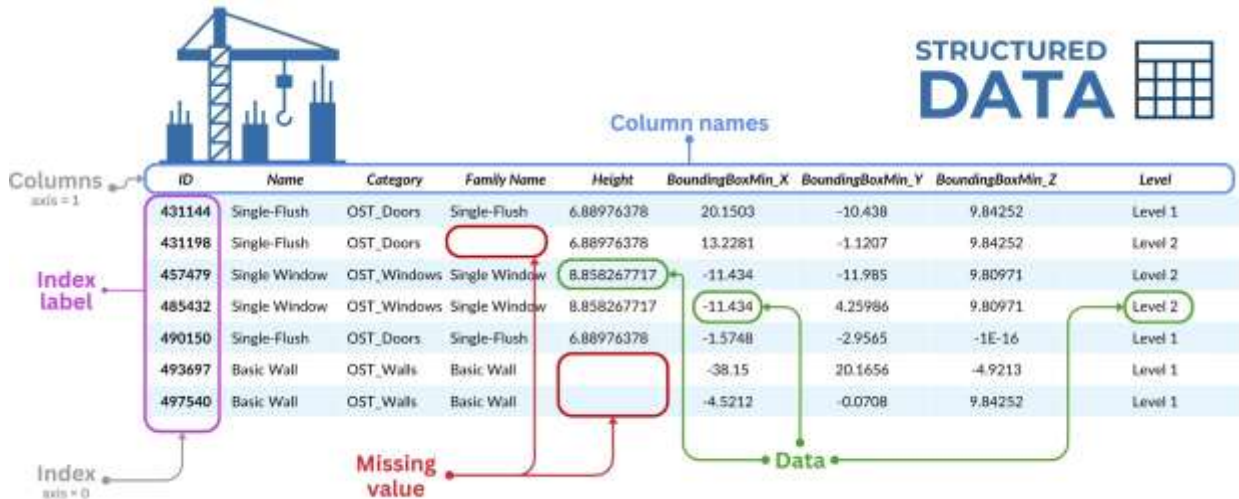 STRUCTURED
DATA
Column names
Columns
axis = 1
ID Name Category Family Name Height BoundingBoxMin_X BoundingBoxMin_Y BoundingBoxMin_Z Level
431144 Single-Flush OST_Doors Single-Flush 6.88976378 20.1503 -10.438 9.84252 Level 1
431198 Single-Flush OST_Doors 6.88976378 13.2281 -1.1207 9.84252 Level 2
457479 Single Window OST_Windows Single Window 8.858267717 -11.434 -11.985 9.80971 Level 2
485432 Single Window OST_Windows Single Window 8.858267717 -11.434 4.25986 9.80971 Level 2
490150 Single-Flush OST_Doors Single-Flush 6.88976378 -1.5748 -2.9565 -1E-16 Level 1
493697 Basic Wall OST_Walls Basic Wall -38.15 20.1656 -4.9213 Level 1
497540 Basic Wall OST_Walls Basic Wall -4.5212 -0.0708 9.84252 Level 1
Index
label
Index
axis = 0
Missing
value
Data